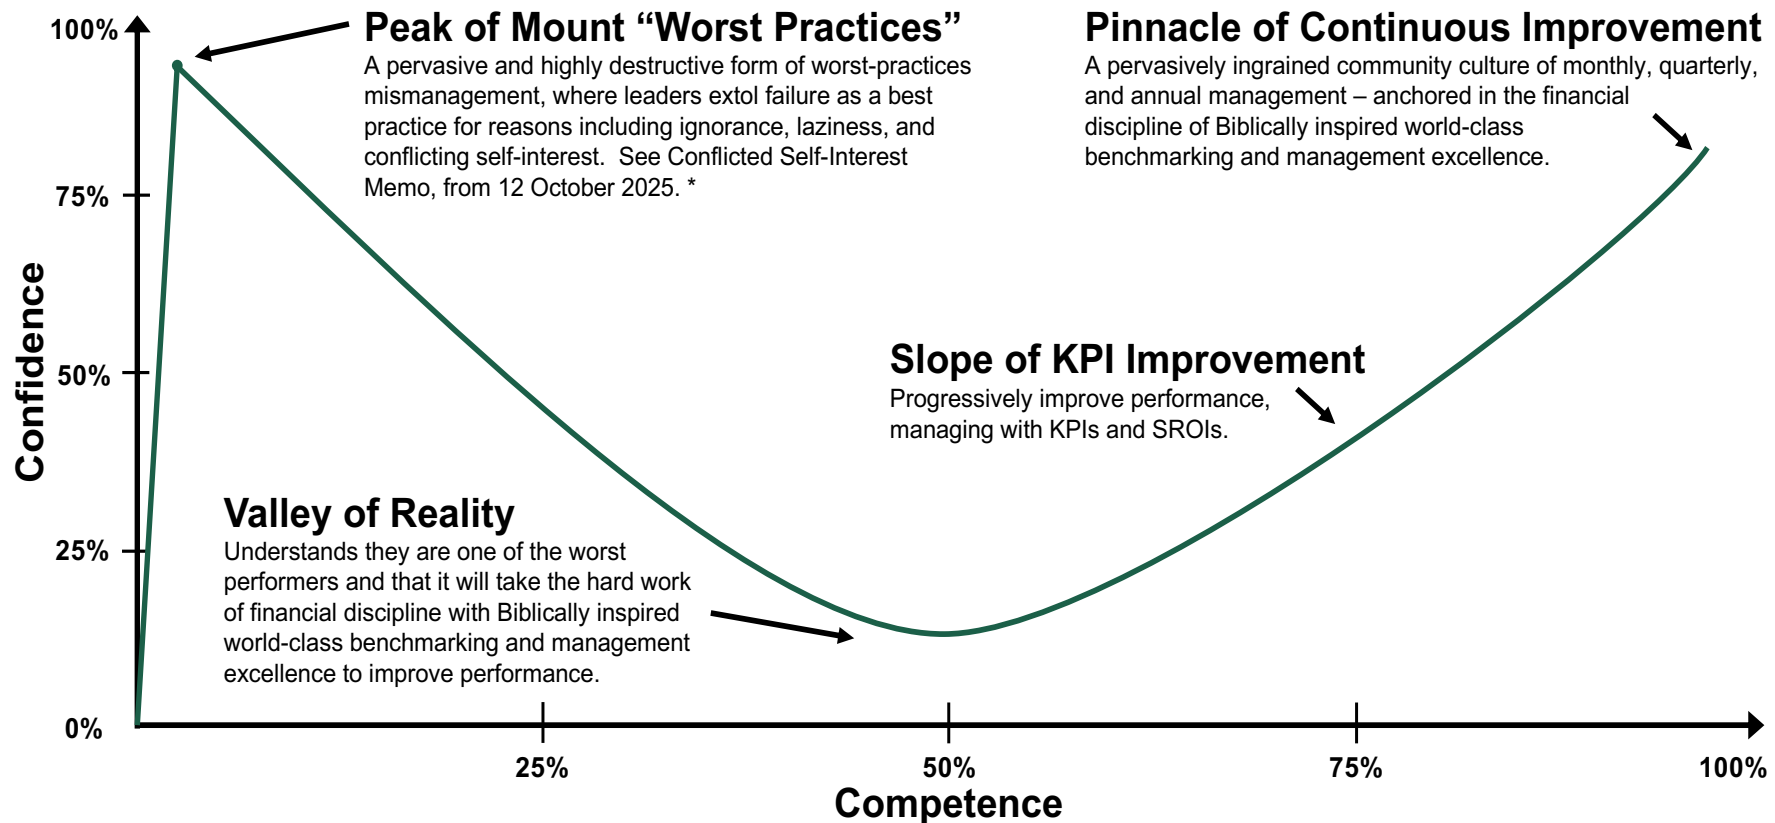 Peak of Mount “Worst Practices”
A pervasive and highly destructive form of worst-practices
mismanagement, where leaders extol failure as a best
practice for reasons including ignorance, laziness, and
conflicting self-interest.  See Conflicted Self-Interest
Memo, from 12 October 2025. *
Pinnacle of Continuous Improvement
A pervasively ingrained community culture of monthly, quarterly,
and annual management – anchored in the financial
discipline of Biblically inspired world-class
benchmarking and management excellence.
Slope of KPI Improvement
Progressively improve performance,
managing with KPIs and SROIs.
Valley of Reality
Understands they are one of the worst
performers and that it will take the hard work
of financial discipline with Biblically inspired
world-class benchmarking and management
excellence to improve performance.
Confidence
100%
75%
50%
25%
0%
25%
50%
75%
100%
Competence